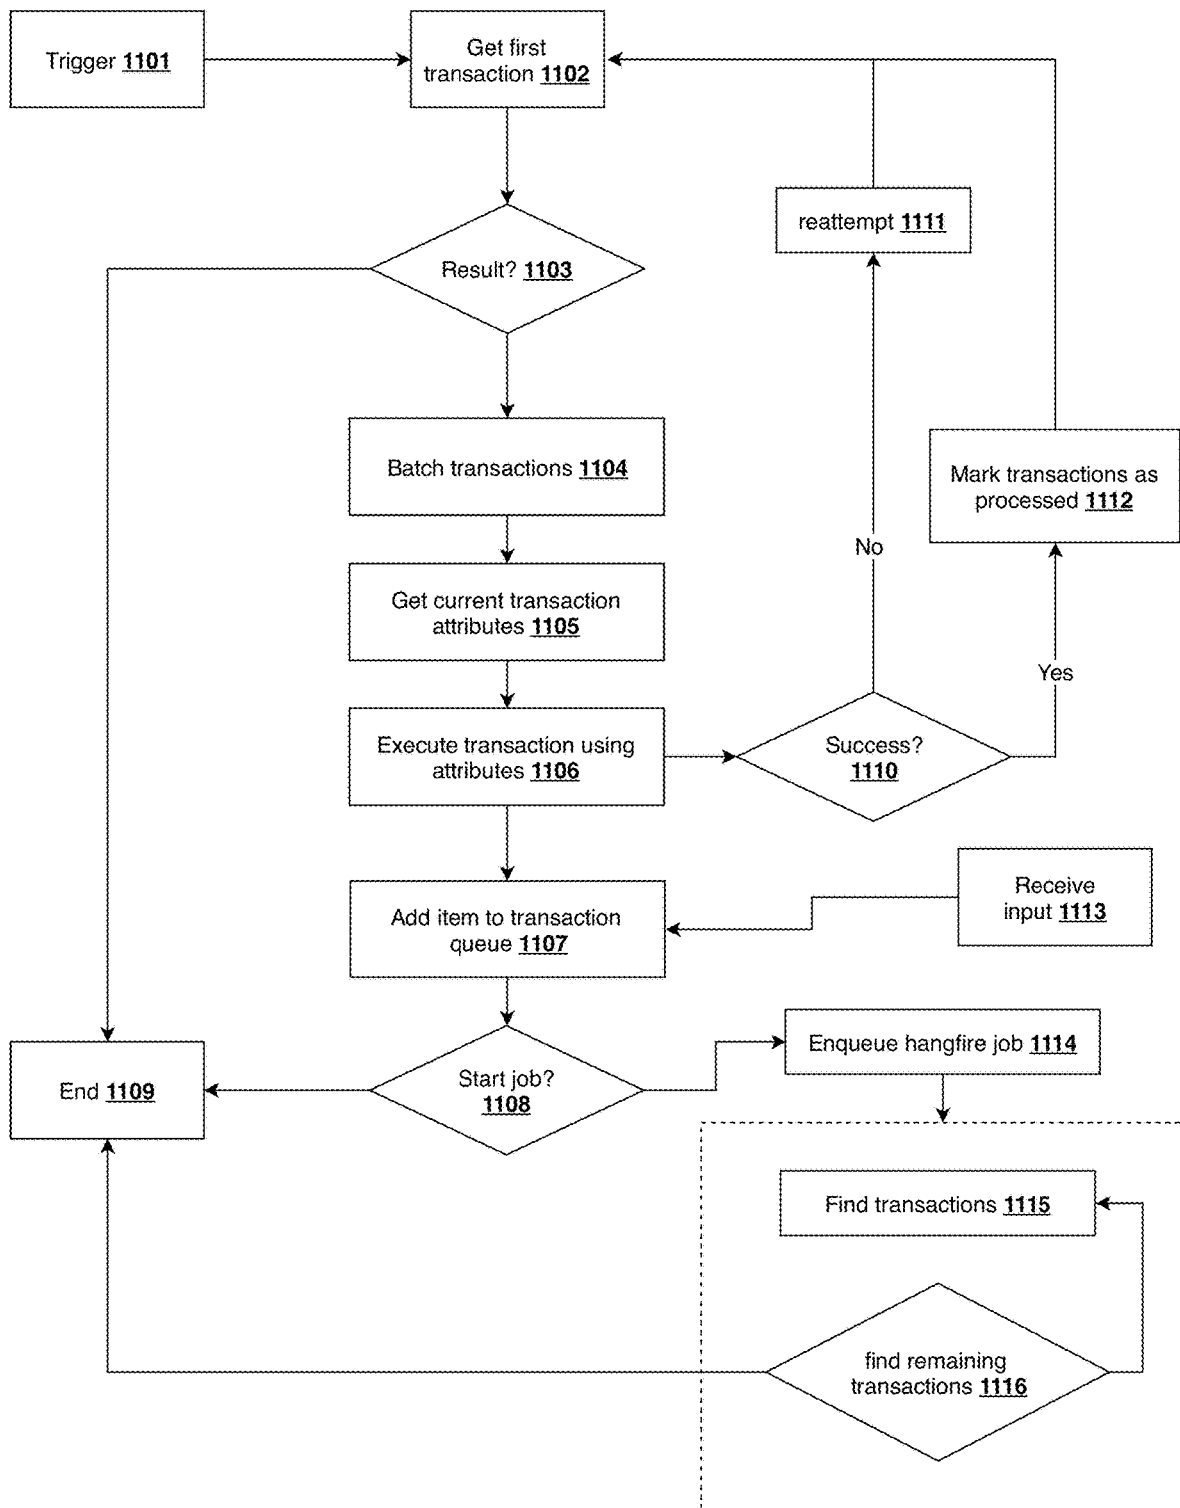 Trigger 1101
Get first
transaction 1102
reattempt 1111
Result? 1103
Batch transactions 1104
Mark transactions as
processed 1112
No
Get current transaction
attributes 1105
Yes
Execute transaction using
attributes 1106
Success?
1110
Receive
input 1113
Add item to transaction
queue 1107
Enqueue hangfire job 1114
Start job?
1108
End 1109
Find transactions 1115
find remaining
transactions 1116